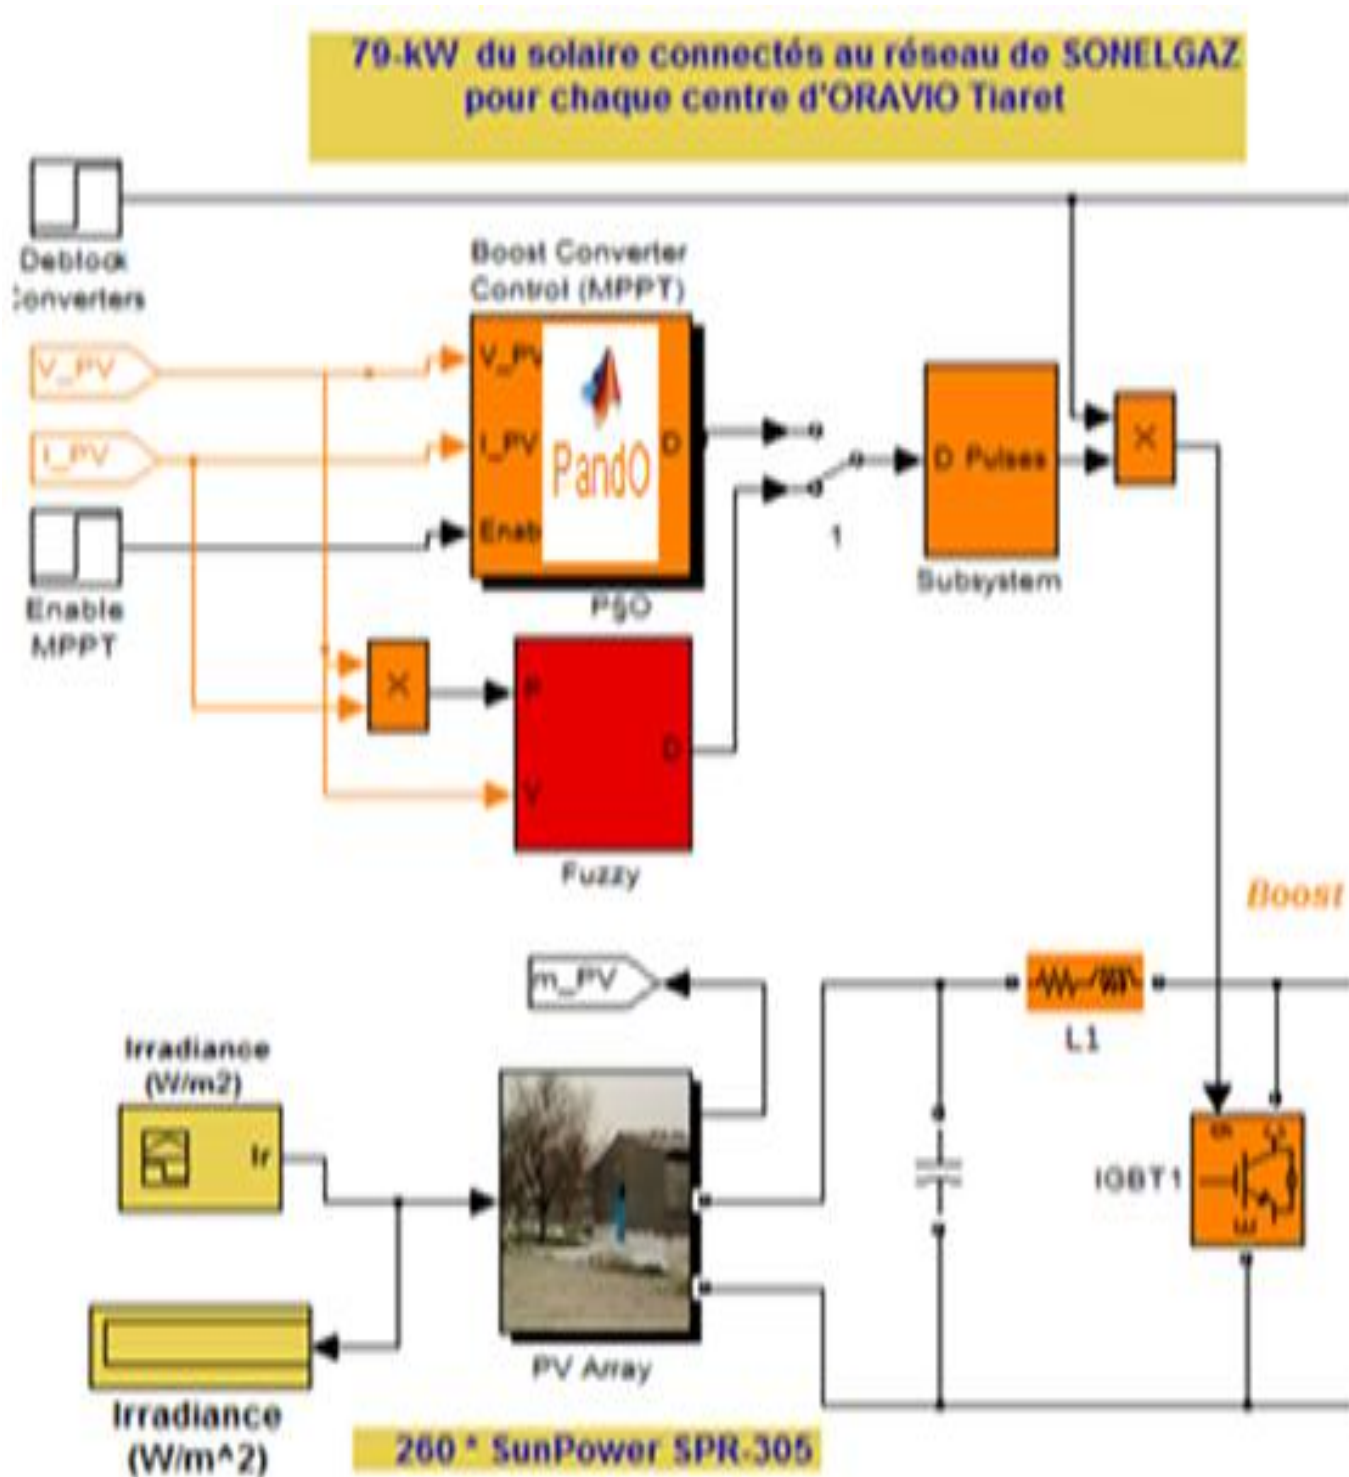 79-kW du solaire connectés au réseau de SONELGAZ
pour chaque centre d'ORAVIO Tiaret
Deblock
Converters
Boost Converter
Control (MPPT)
V_PV
V_PV
I_PV
I_PV
D
PandO
Enab
Enable
MPPT
P§O
D Pulses
Subsystem
X
1
X
P
D
V
Fuzzy
Boost
m_PV
L1
Irradiance
(W/m2)
Ir
IGBT1
g
C
E
PV Array
Irradiance
(W/m^2)
260 * SunPower SPR-305